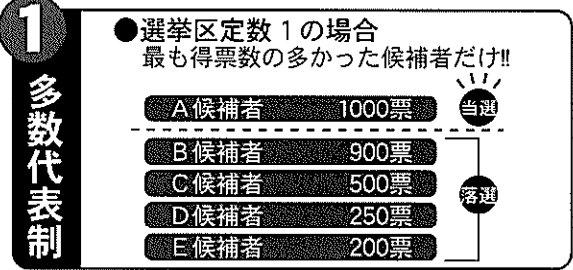 1
多数代表制
●選挙区定数1の場合
最も得票数の多かった候補者だけ!!
A候補者 1000票 当選
B候補者 900票
C候補者 500票
落選
D候補者 250票
E候補者 200票